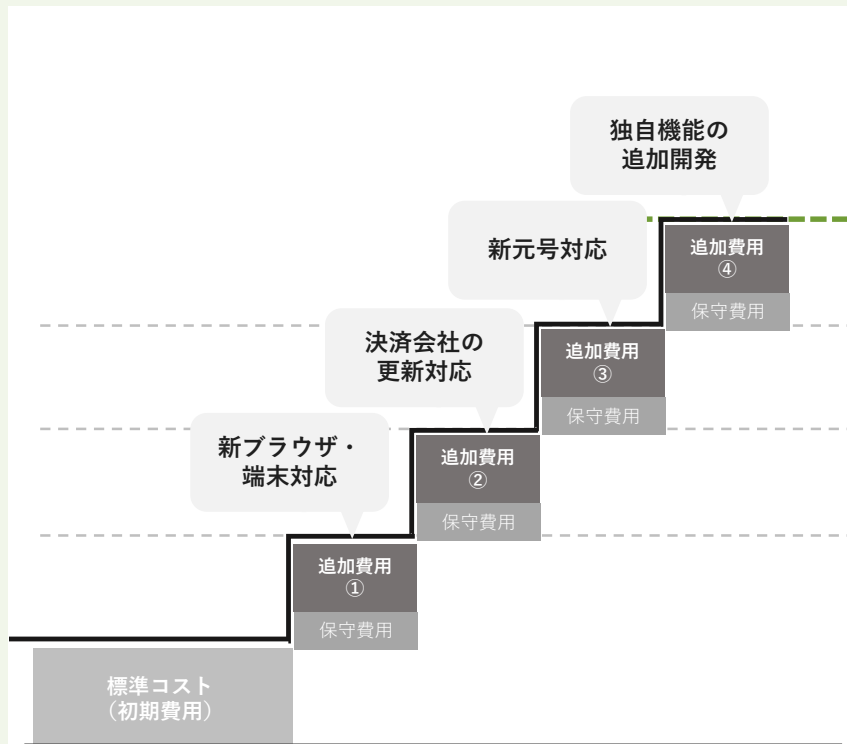 独自機能の
追加開発
追加費用
④
保守費用
新元号対応
追加費用
③
保守費用
決済会社の
更新対応
追加費用
②
保守費用
新ブラウザ・
端末対応
追加費用
①
保守費用
標準コスト
（初期費用）